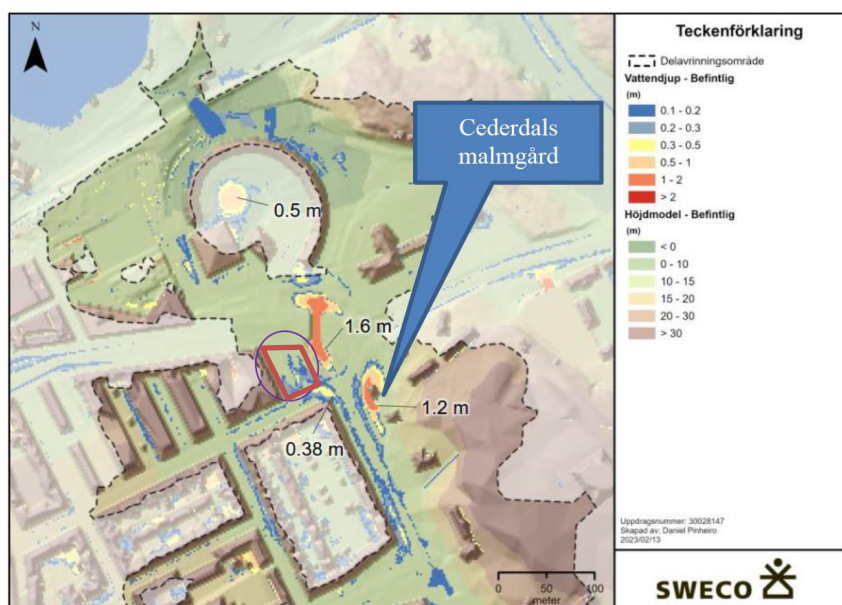 N
Cederdals
malmgård
0.5 m
1.6 m
1.2 m
0.38 m
0 50 100
meter
Teckenförklaring
Delavrinningsområde
Vattendjup - Befintlig
(m)
0.1 - 0.2
0.2 - 0.3
0.3 - 0.5
0.5 - 1
1 - 2
> 2
Höjdmodel - Befintlig
(m)
< 0
0 - 10
10 - 15
15 - 20
20 - 30
> 30
Uppdragsnummer: 30028147
Skapad av: Daniel Pinheiro
2023/02/13
SWECO